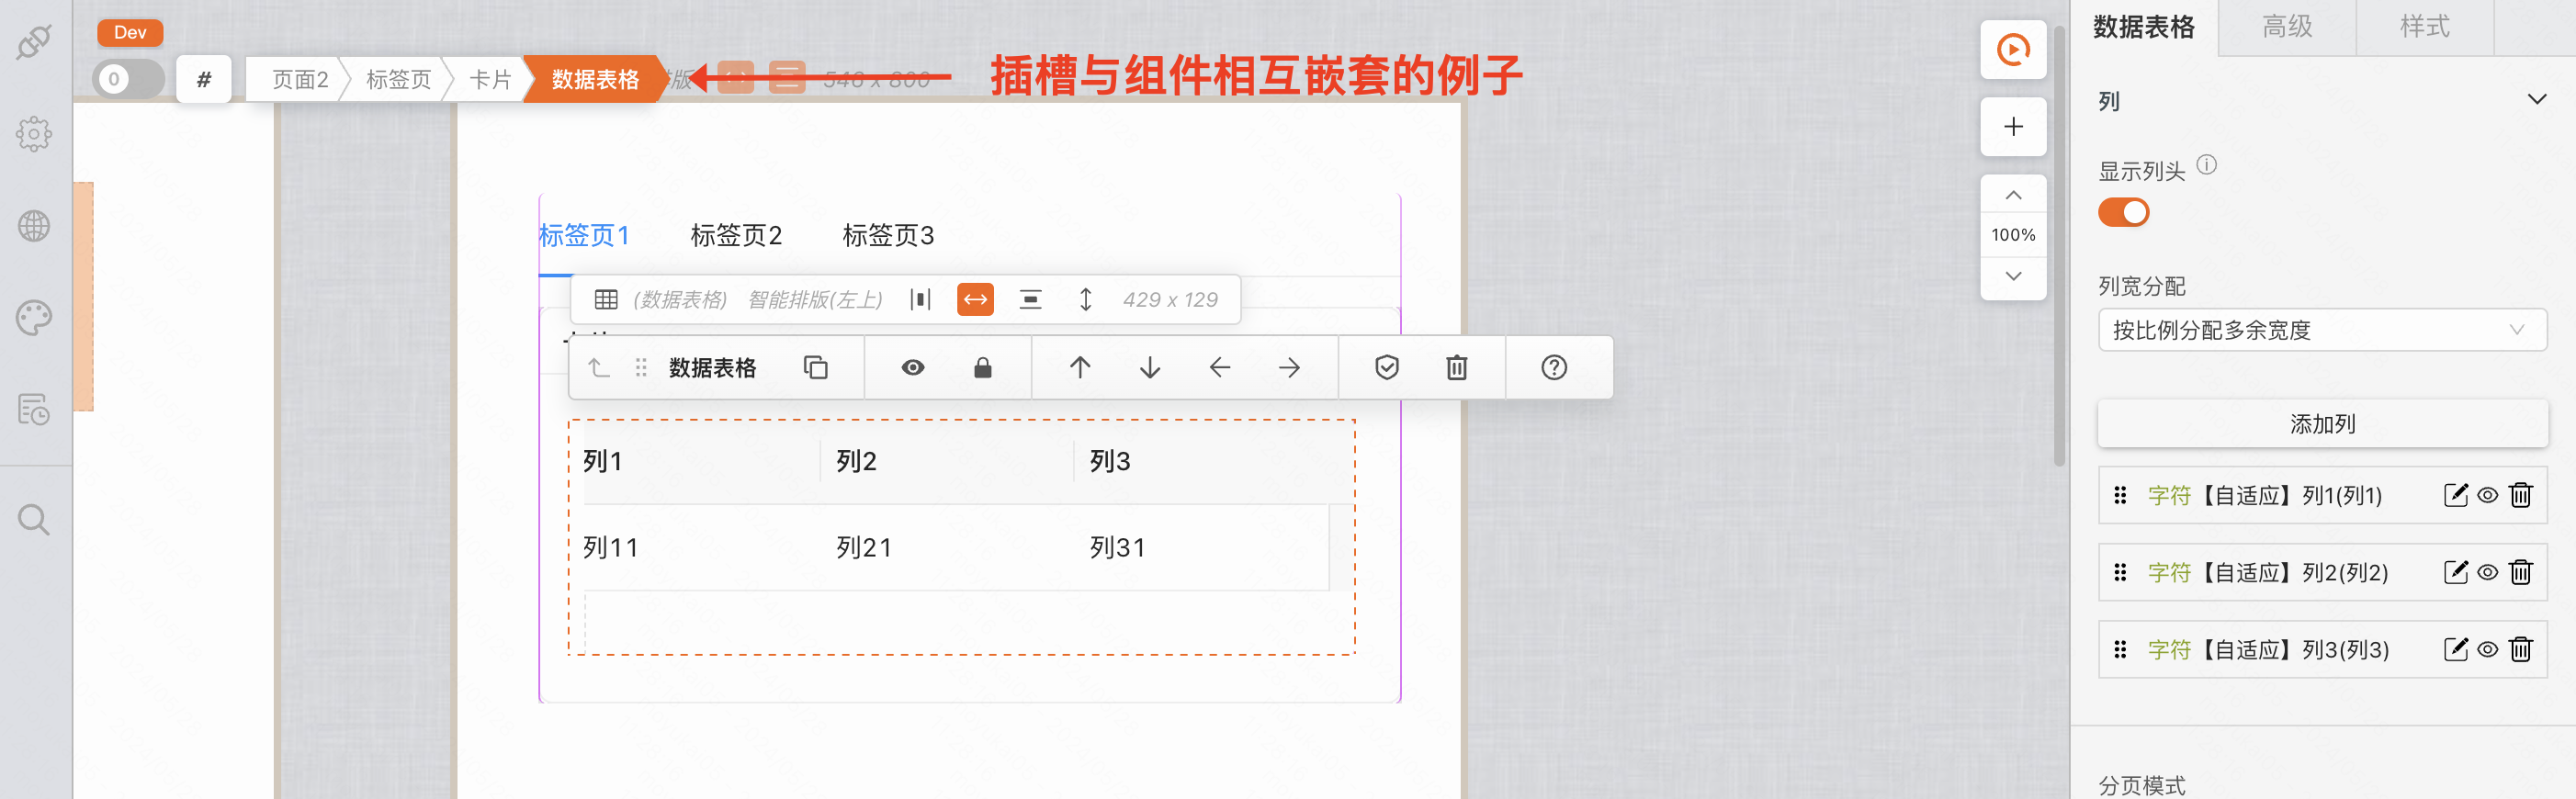 Dev
0
#
页面2
标签页
卡片
数据表格
版
546 x 800
插槽与组件相互嵌套的例子
标签页1
标签页2
标签页3
(数据表格) 智能排版(左上)
429 x 129
数据表格
列1
列2
列3
列11
列21
列31
100%
数据表格
高级
样式
列
显示列头
列宽分配
按比例分配多余宽度
添加列
字符【自适应】列1(列1)
字符【自适应】列2(列2)
字符【自适应】列3(列3)
分页模式